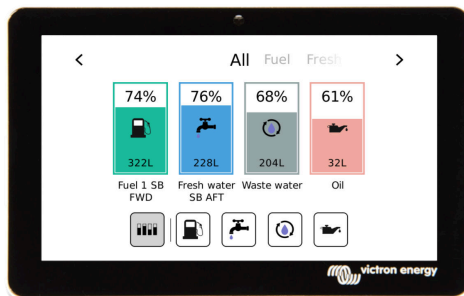 All Fuel Fresh
74% 76% 68% 61%
322L 228L 204L 32L
Fuel 1 SB Fresh water Waste water Oil
FWD SB AFT
victron energy